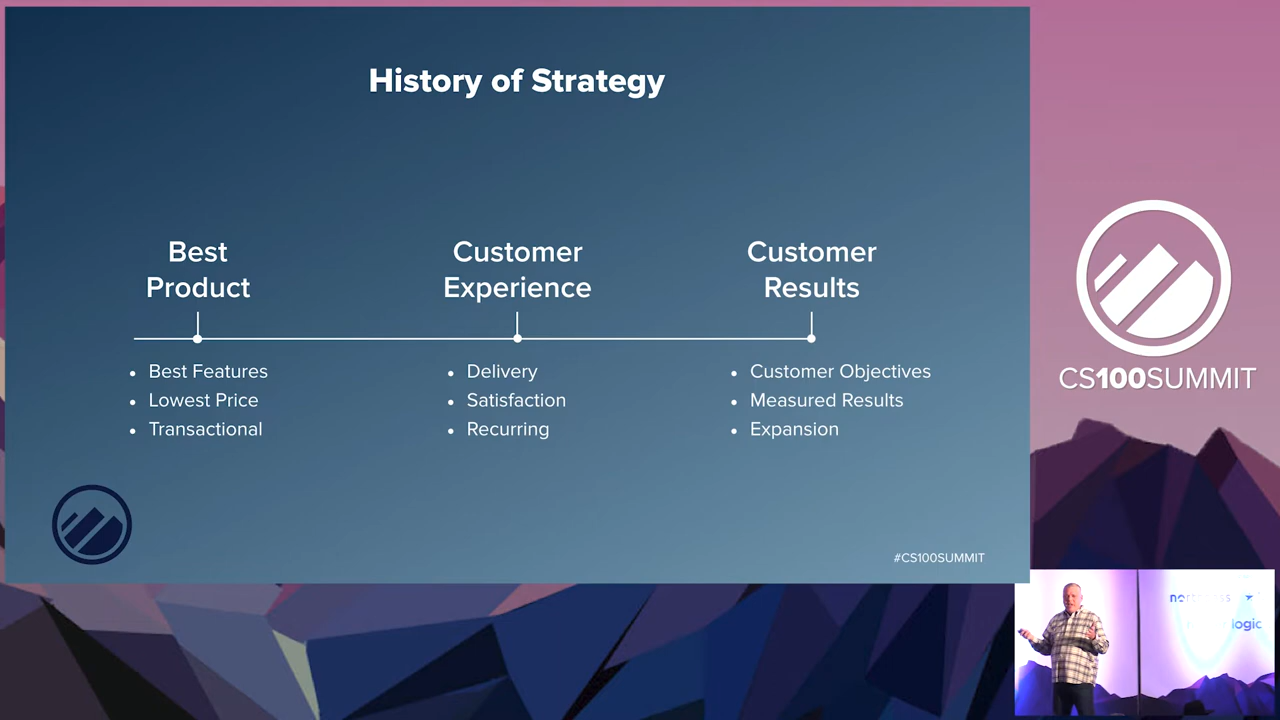 History of Strategy
Best
Product
Customer
Experience
Customer
Results
• Best Features
• Lowest Price
• Transactional
• Delivery
• Satisfaction
• Recurring
• Customer Objectives
• Measured Results
• Expansion
#CS100SUMMIT
CS100SUMMIT